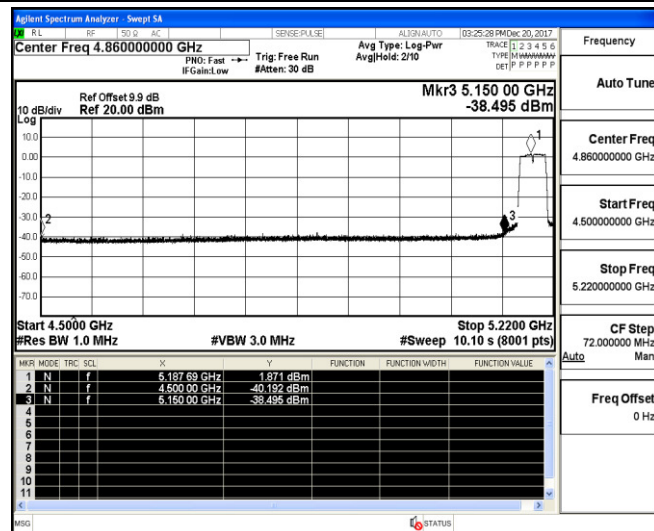 Agilent Spectrum Analyzer - Swept SA
RL RF 50 Ω AC SENSE:PULSE ALIGN AUTO 03:25:28 PM Dec 20, 2017
Center Freq 4.860000000 GHz
PNO: Fast
IFGain:Low
Trig: Free Run
#Atten: 30 dB
Avg Type: Log-Pwr
Avg|Hold: 2/10
TRACE 1 2 3 4 5 6
TYPE MWWWWW
DET P P P P P P
Mkr3 5.150 00 GHz
-38.495 dBm
Ref Offset 9.9 dB
10 dB/div Ref 20.00 dBm
Log
10.0
0.00
-10.0
-20.0
-30.0
-40.0
-50.0
-60.0
-70.0
1
2
3
Start 4.5000 GHz Stop 5.2200 GHz
#Res BW 1.0 MHz #VBW 3.0 MHz #Sweep 10.10 s (8001 pts)
MKR MODE TRC SCL X Y FUNCTION FUNCTION WIDTH FUNCTION VALUE
1 N f 5.187 69 GHz 1.871 dBm
2 N f 4.500 00 GHz -40.192 dBm
3 N f 5.150 00 GHz -38.495 dBm
4
5
6
7
8
9
10
11
MSG STATUS
Frequency
Auto Tune
Center Freq
4.860000000 GHz
Start Freq
4.500000000 GHz
Stop Freq
5.220000000 GHz
CF Step
72.000000 MHz
Auto Man
Freq Offset
0 Hz